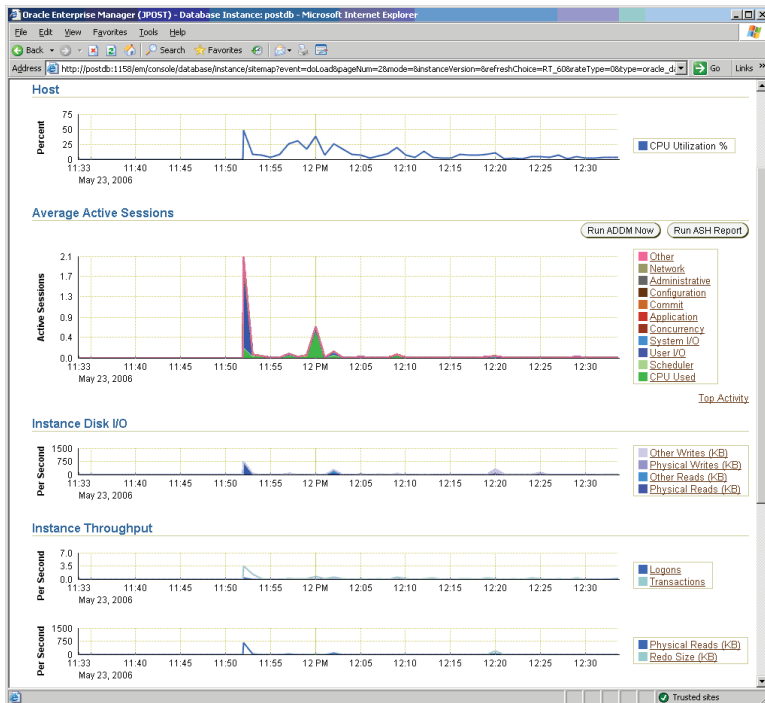 Oracle Enterprise Manager (JPOST) - Database Instance: postdb - Microsoft Internet Explorer
File Edit View Favorites Tools Help
Back Search Favorites
Address http://postdb:1158/em/console/database/instance/sitemap?event=doLoad&pageNum=2&mode=&instanceVersion=&refreshChoice=RT_60&rateType=0&type=oracle_da Go Links »
Host
Percent
75
50
25
0
CPU Utilization %
11:33 11:40 11:45 11:50 11:55 12 PM 12:05 12:10 12:15 12:20 12:25 12:30
May 23, 2006
Average Active Sessions
Run ADDM Now Run ASH Report
Active Sessions
2.1
1.7
1.3
0.9
0.4
0.0
Other
Network
Administrative
Configuration
Commit
Application
Concurrency
System I/O
User I/O
Scheduler
CPU Used
11:33 11:40 11:45 11:50 11:55 12 PM 12:05 12:10 12:15 12:20 12:25 12:30
May 23, 2006
Top Activity
Instance Disk I/O
Per Second
1500
750
0
Other Writes (KB)
Physical Writes (KB)
Other Reads (KB)
Physical Reads (KB)
11:33 11:40 11:45 11:50 11:55 12 PM 12:05 12:10 12:15 12:20 12:25 12:30
May 23, 2006
Instance Throughput
Per Second
7.0
3.5
0.0
Logons
Transactions
11:33 11:40 11:45 11:50 11:55 12 PM 12:05 12:10 12:15 12:20 12:25 12:30
May 23, 2006
Per Second
1500
750
0
Physical Reads (KB)
Redo Size (KB)
11:33 11:40 11:45 11:50 11:55 12 PM 12:05 12:10 12:15 12:20 12:25 12:30
May 23, 2006
Trusted sites